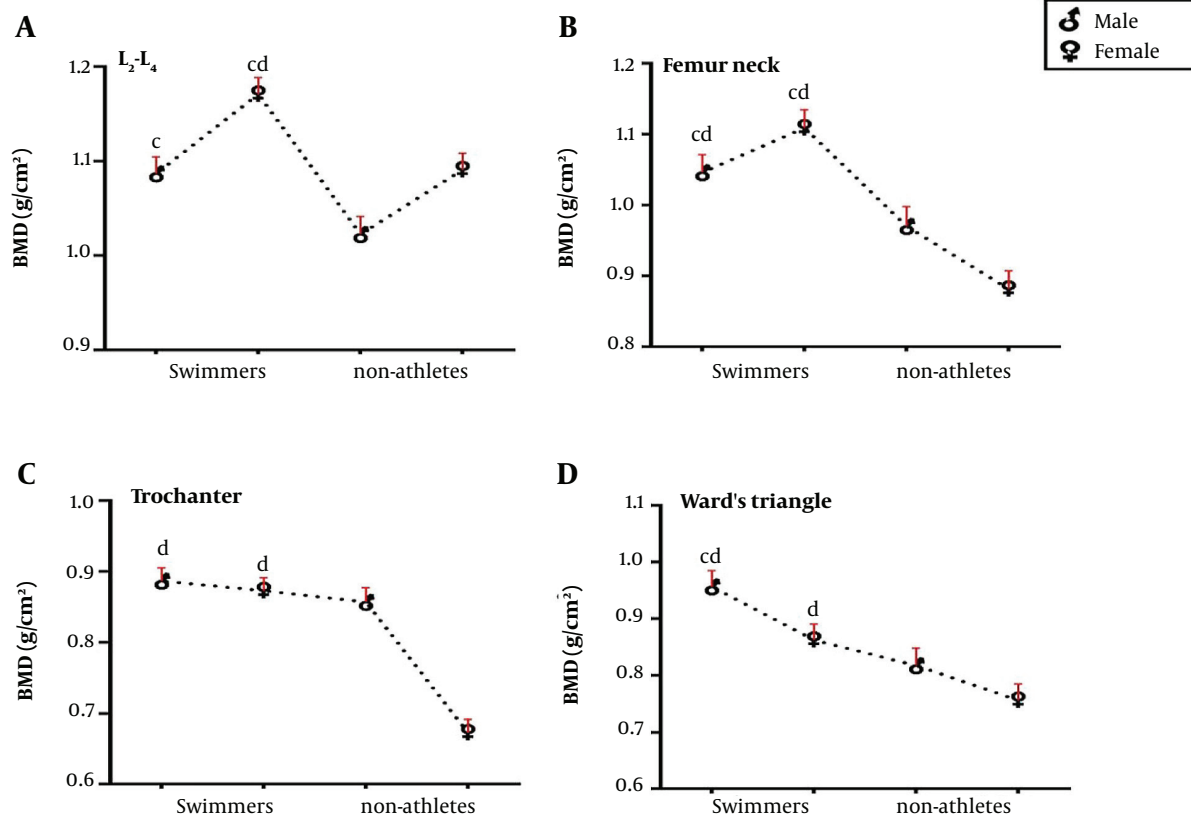 A
L₂-L₄
BMD (g/cm²)
1.2
1.1
1.0
0.9
c
cd
Swimmers
non-athletes
B
Femur neck
BMD (g/cm²)
1.2
1.1
1.0
0.9
0.8
cd
cd
Swimmers
non-athletes
Male
Female
C
Trochanter
BMD (g/cm²)
1.0
0.9
0.8
0.7
0.6
d
d
Swimmers
non-athletes
D
Ward's triangle
BMD (g/cm²)
1.1
1.0
0.9
0.8
0.7
0.6
cd
d
Swimmers
non-athletes